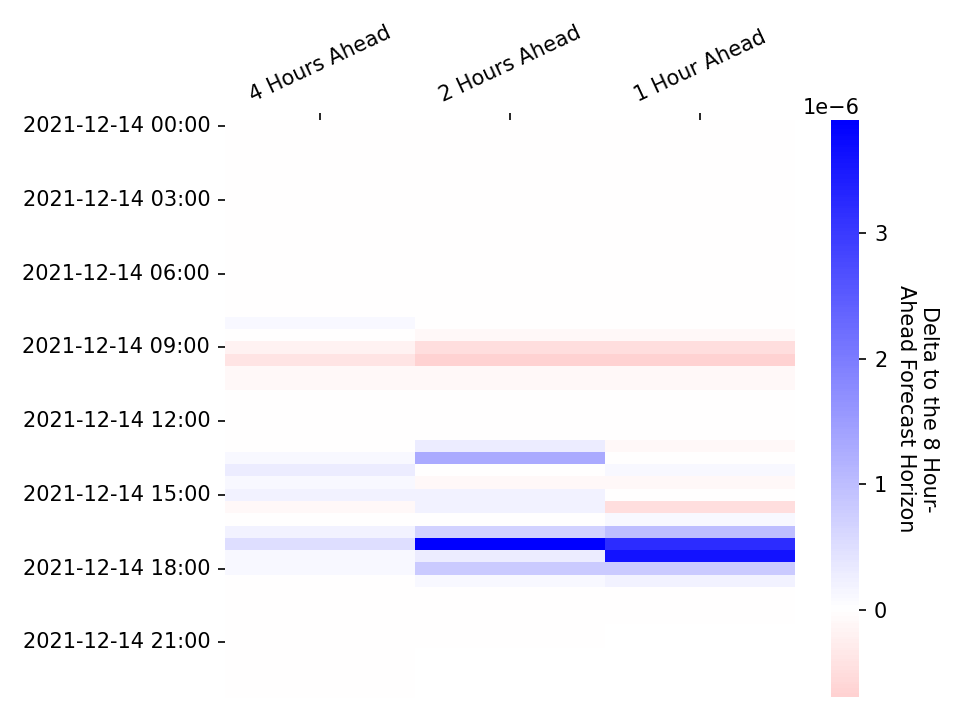 4 Hours Ahead
2 Hours Ahead
1 Hour Ahead
1e−6
2021-12-14 00:00
2021-12-14 03:00
2021-12-14 06:00
2021-12-14 09:00
2021-12-14 12:00
2021-12-14 15:00
2021-12-14 18:00
2021-12-14 21:00
3
2
1
0
Delta to the 8 Hour-
Ahead Forecast Horizon